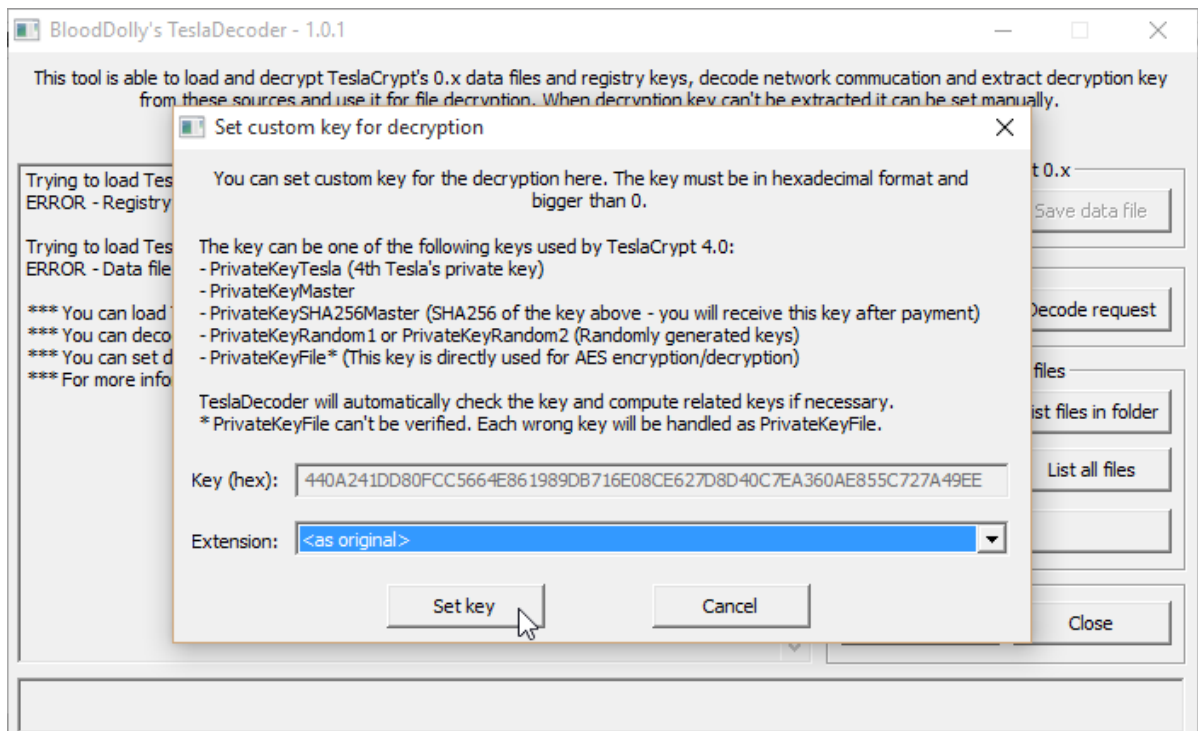 BloodDolly's TeslaDecoder - 1.0.1
This tool is able to load and decrypt TeslaCrypt's 0.x data files and registry keys, decode network commucation and extract decryption key
from these sources and use it for file decryption. When decryption key can't be extracted it can be set manually.
Set custom key for decryption
You can set custom key for the decryption here. The key must be in hexadecimal format and
bigger than 0.
The key can be one of the following keys used by TeslaCrypt 4.0:
- PrivateKeyTesla (4th Tesla's private key)
- PrivateKeyMaster
- PrivateKeySHA256Master (SHA256 of the key above - you will receive this key after payment)
- PrivateKeyRandom1 or PrivateKeyRandom2 (Randomly generated keys)
- PrivateKeyFile* (This key is directly used for AES encryption/decryption)
TeslaDecoder will automatically check the key and compute related keys if necessary.
* PrivateKeyFile can't be verified. Each wrong key will be handled as PrivateKeyFile.
Key (hex): 440A241DD80FCC5664E861989DB716E08CE627D8D40C7EA360AE855C727A49EE
Extension: <as original>
Set key Cancel
Trying to load Tes
ERROR - Registry
Trying to load Tes
ERROR - Data file
*** You can load
*** You can deco
*** You can set d
*** For more info
t 0.x
Save data file
Decode request
files
ist files in folder
List all files
Close